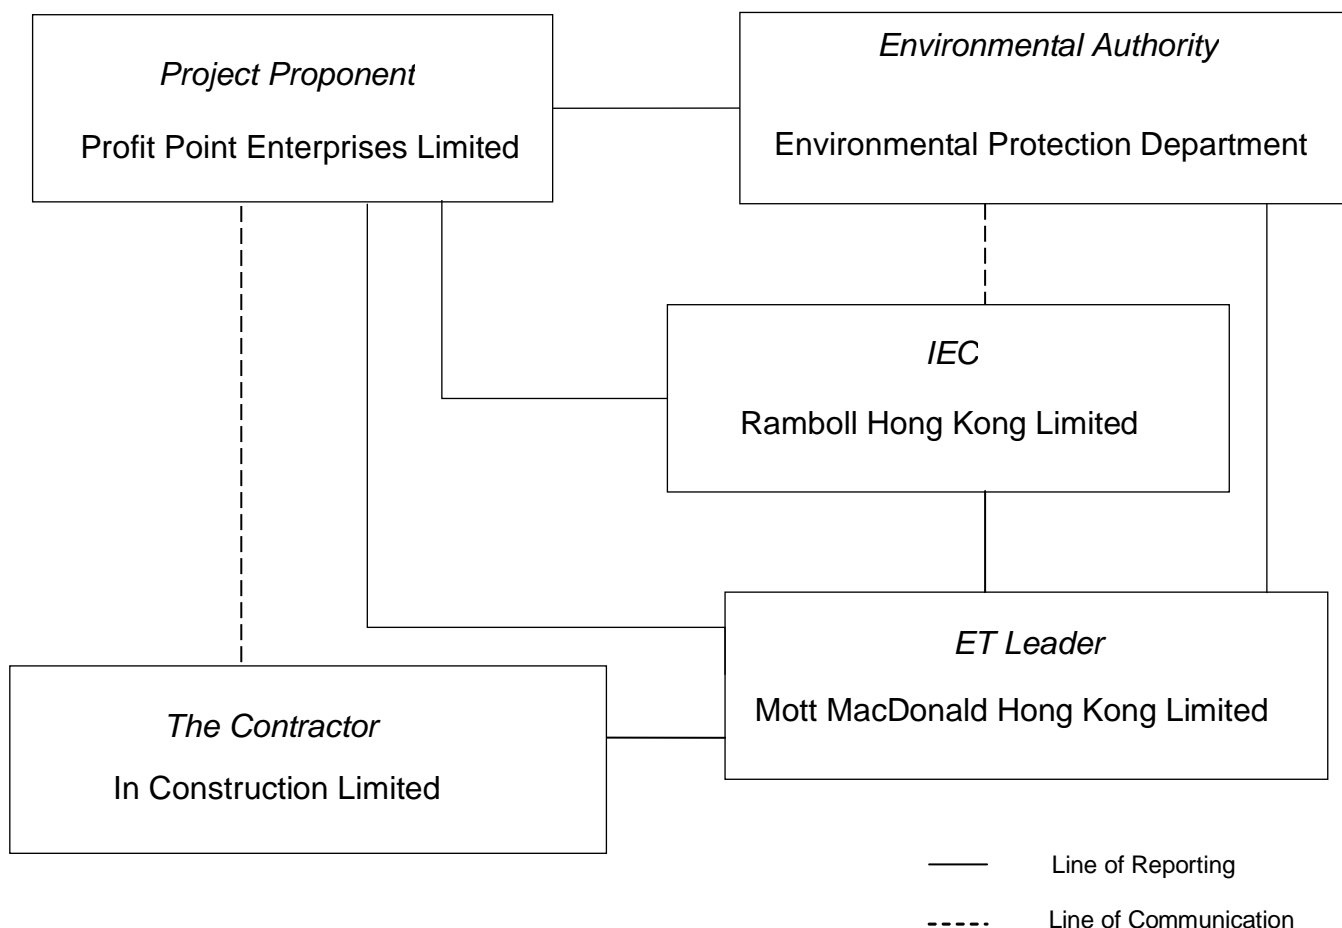 Project Proponent
Profit Point Enterprises Limited
Environmental Authority
Environmental Protection Department
IEC
Ramboll Hong Kong Limited
ET Leader
Mott MacDonald Hong Kong Limited
The Contractor
In Construction Limited
Line of Reporting
Line of Communication